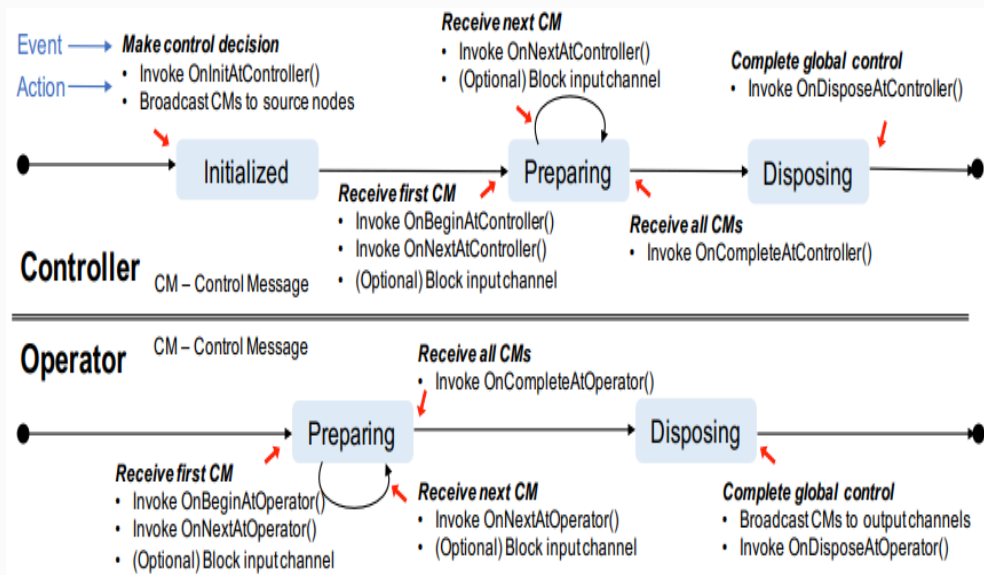 Event
Action
Make control decision
• Invoke OnInitAtController()
• Broadcast CMs to source nodes
Receive next CM
• Invoke OnNextAtController()
• (Optional) Block input channel
Complete global control
• Invoke OnDisposeAtController()
Initialized
Preparing
Disposing
Receive first CM
• Invoke OnBeginAtController()
• Invoke OnNextAtController()
• (Optional) Block input channel
Receive all CMs
• Invoke OnCompleteAtController()
Controller
CM – Control Message
Operator
CM – Control Message
Receive all CMs
• Invoke OnCompleteAtOperator()
Preparing
Disposing
Receive first CM
• Invoke OnBeginAtOperator()
• Invoke OnNextAtOperator()
• (Optional) Block input channel
Receive next CM
• Invoke OnNextAtOperator()
• (Optional) Block input channel
Complete global control
• Broadcast CMs to output channels
• Invoke OnDisposeAtOperator()